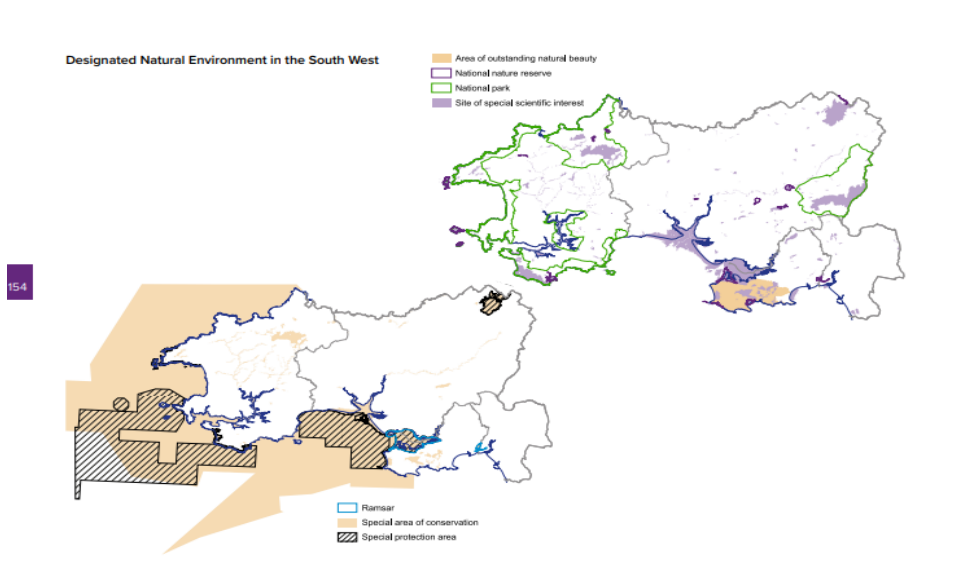 Designated Natural Environment in the South West
Area of outstanding natural beauty
National nature reserve
National park
Site of special scientific interest
154
Ramsar
Special area of conservation
Special protection area